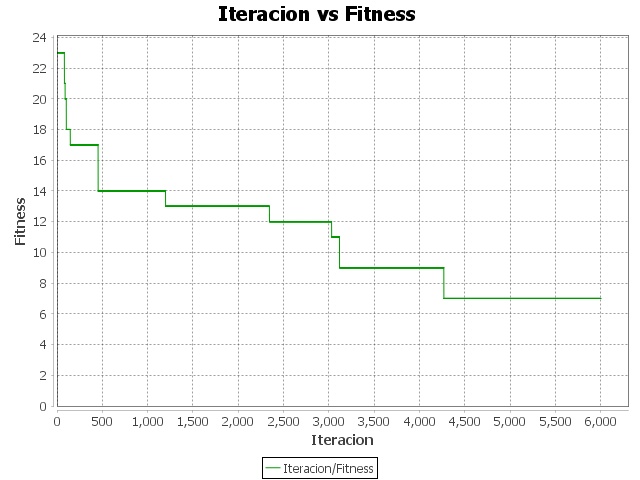 Iteracion vs Fitness
24
22
20
18
16
14
12
10
8
6
4
2
0
Fitness
0 500 1,000 1,500 2,000 2,500 3,000 3,500 4,000 4,500 5,000 5,500 6,000
Iteracion
Iteracion/Fitness